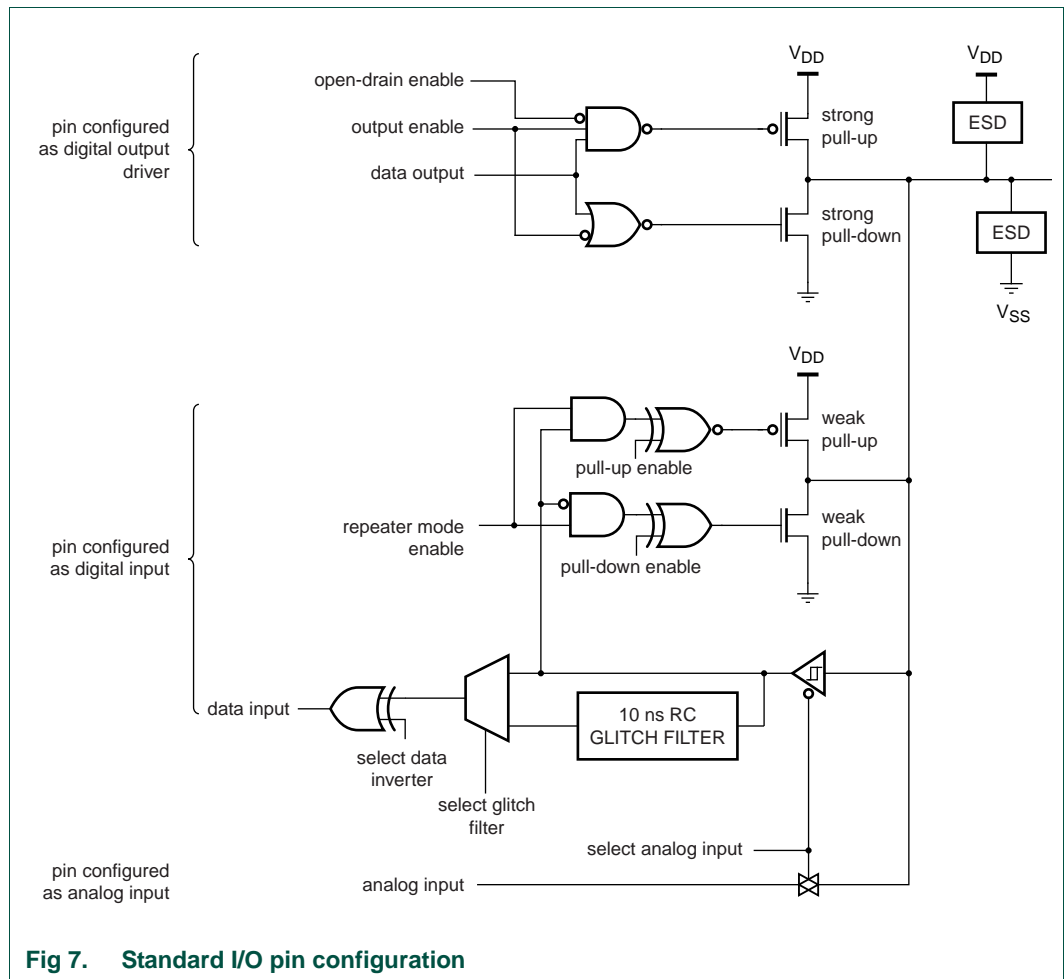 VDD
VDD
open-drain enable
strong
pull-up
ESD
pin configured
as digital output
driver
output enable
data output
strong
pull-down
ESD
VSS
VDD
weak
pull-up
pull-up enable
pin configured
as digital input
repeater mode
enable
weak
pull-down
pull-down enable
data input
10 ns RC
GLITCH FILTER
select data
inverter
select glitch
filter
select analog input
pin configured
as analog input
analog input
Fig 7. Standard I/O pin configuration